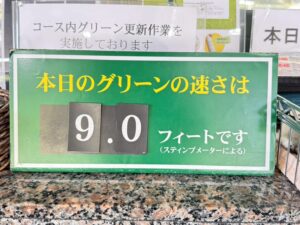 コース内グリーン更新作業を
実施しております
本日
本日のグリーンの速さは
9.0 フィートです
(スティンプメーターによる)